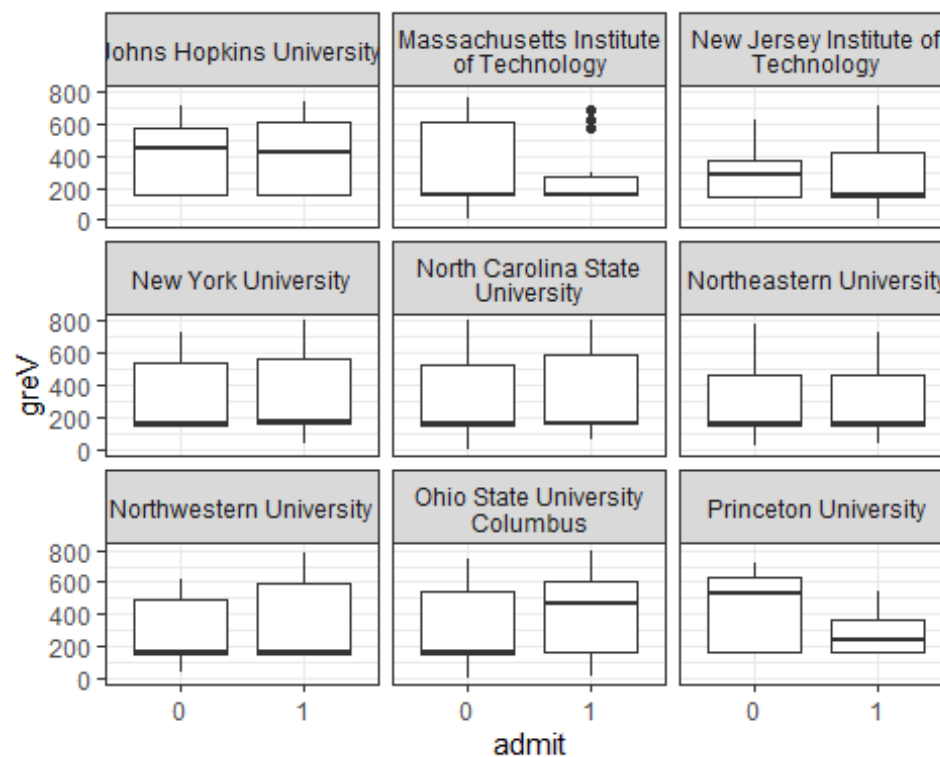 Johns Hopkins University
Massachusetts Institute
of Technology
New Jersey Institute of
Technology
800
600
400
200
0
New York University
North Carolina State
University
Northeastern University
800
600
400
200
0
greV
Northwestern University
Ohio State University
Columbus
Princeton University
800
600
400
200
0
0 1
0 1
0 1
admit